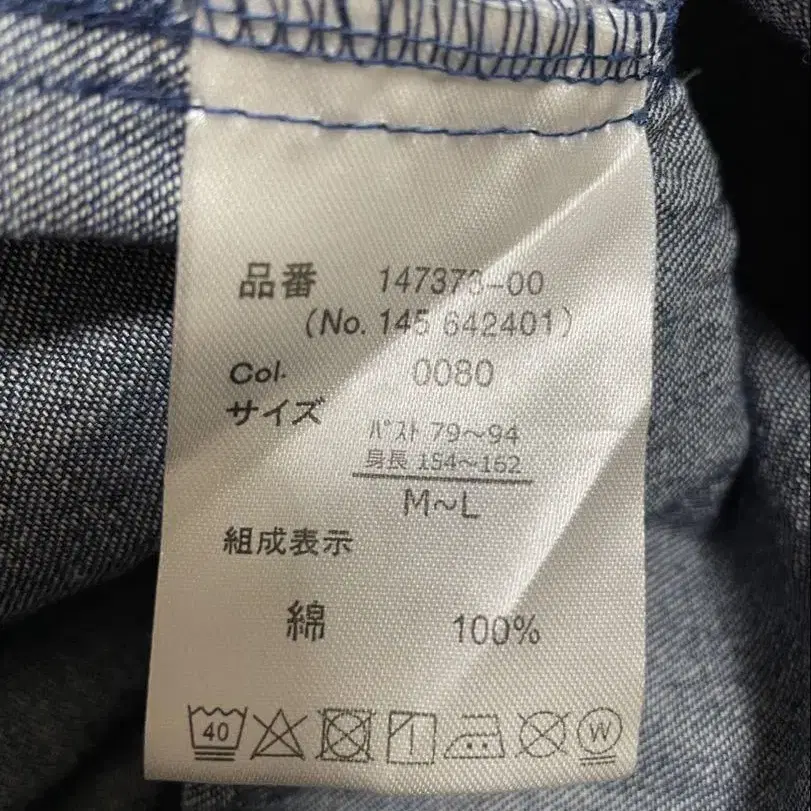 品番 147373-00
(No. 145 642401)
Col. 0080
サイズ
バスト 79~94
身長 154~162
M~L
組成表示
綿 100%
40 W